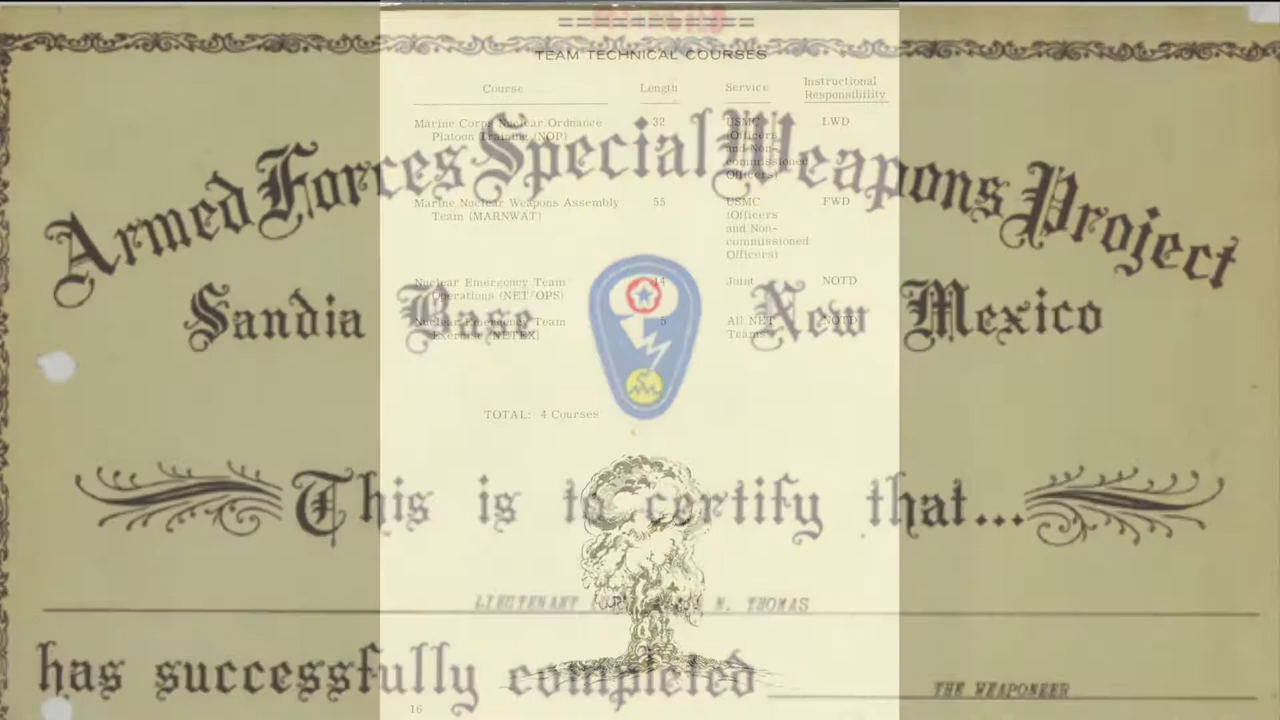 TEAM TECHNICAL COURSES
Course Length Service Instructional Responsibility
Marine Corps Nuclear Ordnance 32 USMC LWD
Platoon Training (NOP) (Officers
and Non-
commissioned
Officers)
Marine Nuclear Weapons Assembly 55 USMC FWD
Team (MARNWAT) (Officers
and Non-
commissioned
Officers)
Nuclear Emergency Team 14 Joint NOTD
Operations (NET OPS)
Nuclear Emergency Team 5 All NET NOTD
Exercise (NETEX) Teams
TOTAL: 4 Courses
16
Armed Forces Special Weapons Project
Sandia Base New Mexico
This is to certify that...
LIEUTENANT N. THOMAS
has successfully completed THE WEAPONEER